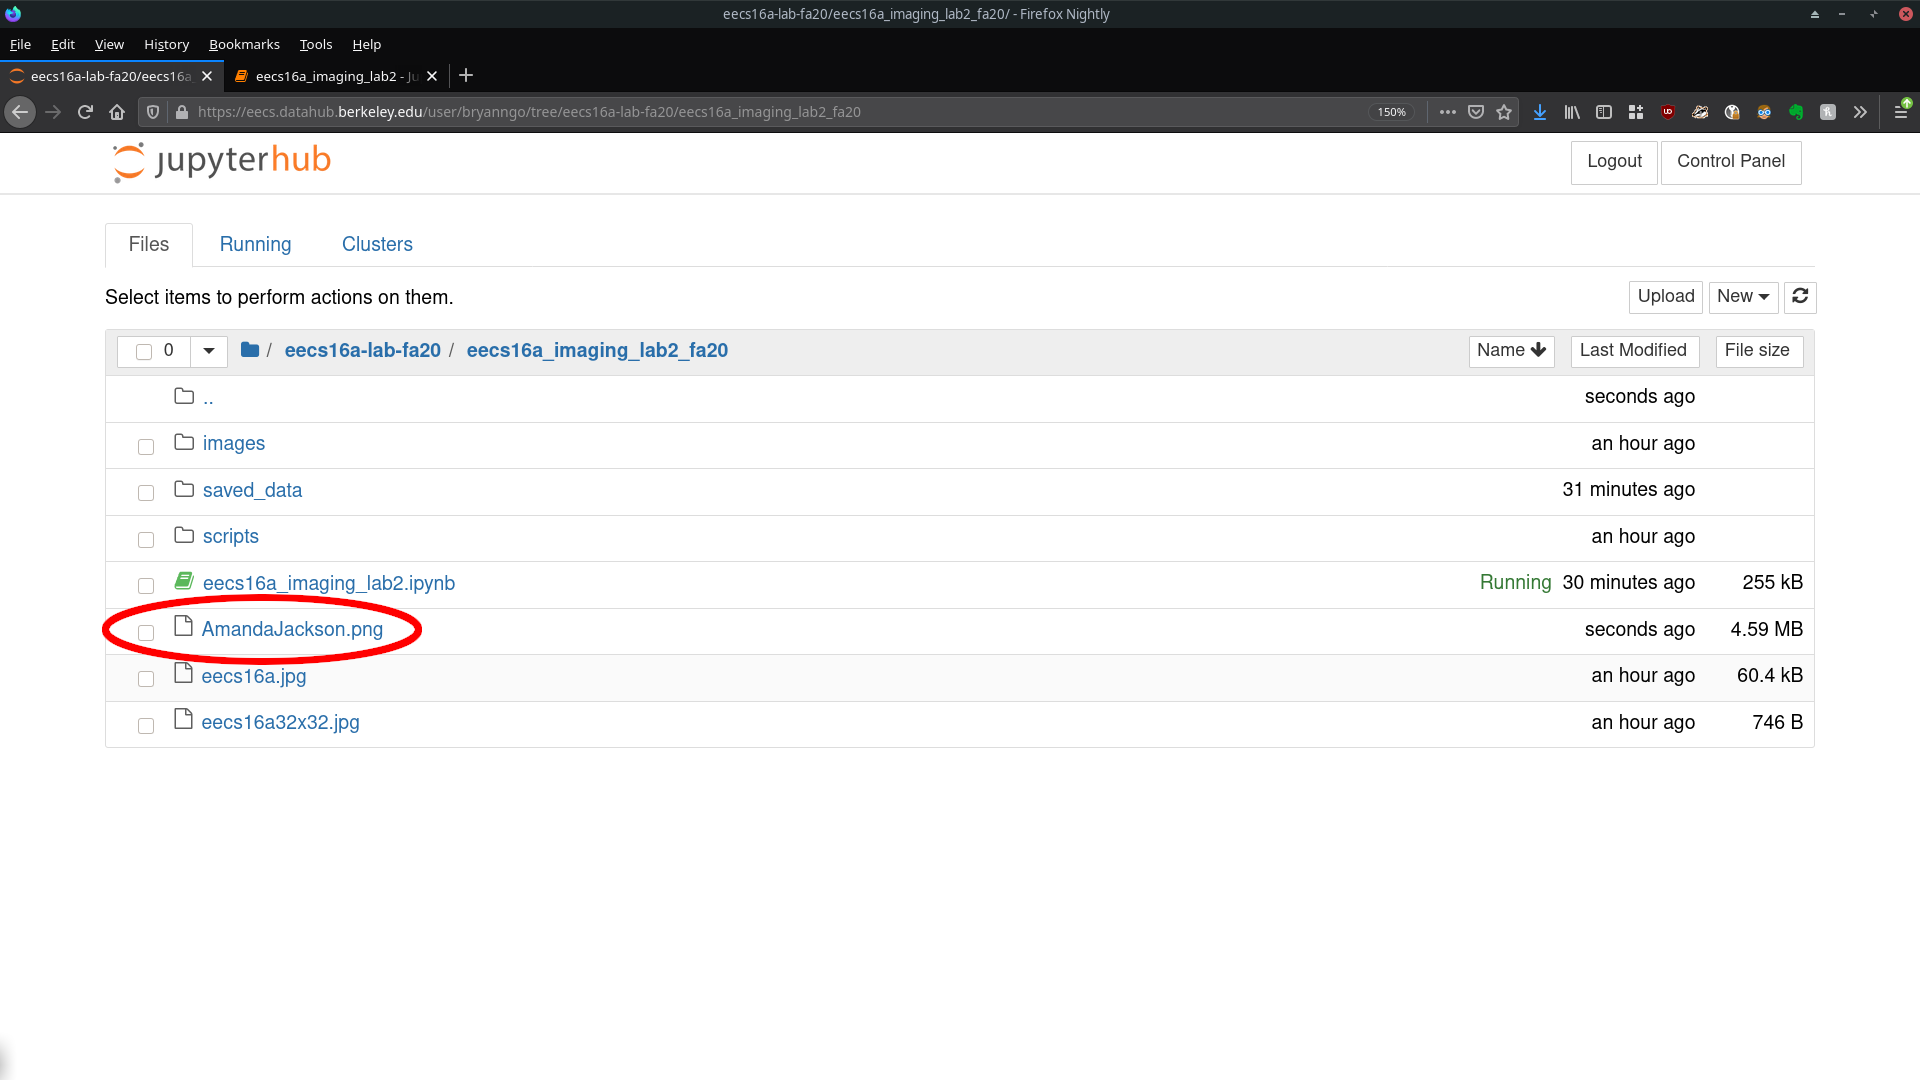 eecs16a-lab-fa20/eecs16a_imaging_lab2_fa20/ - Firefox Nightly
File Edit View History Bookmarks Tools Help
eecs16a-lab-fa20/eecs16a_ eecs16a_imaging_lab2 - Ju
https://eecs.datahub.berkeley.edu/user/bryanngo/tree/eecs16a-lab-fa20/eecs16a_imaging_lab2_fa20 150%
jupyterhub Logout Control Panel
Files Running Clusters
Select items to perform actions on them. Upload New
0 / eecs16a-lab-fa20 / eecs16a_imaging_lab2_fa20 Name Last Modified File size
.. seconds ago
images an hour ago
saved_data 31 minutes ago
scripts an hour ago
eecs16a_imaging_lab2.ipynb Running 30 minutes ago 255 kB
AmandaJackson.png seconds ago 4.59 MB
eecs16a.jpg an hour ago 60.4 kB
eecs16a32x32.jpg an hour ago 746 B